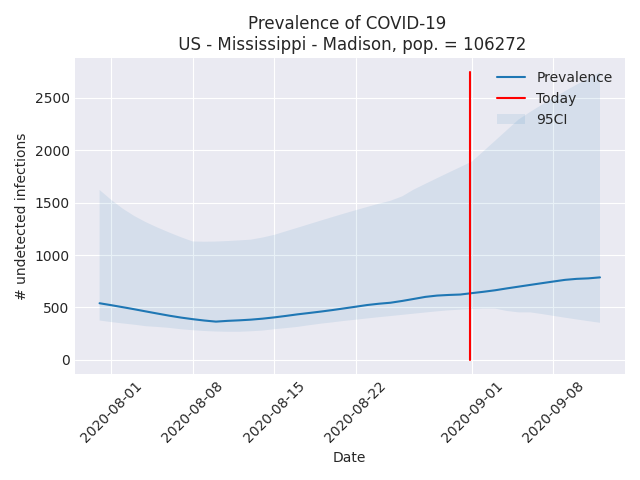 Prevalence of COVID-19
US - Mississippi - Madison, pop. = 106272
Prevalence
Today
95CI
# undetected infections
2500
2000
1500
1000
500
0
2020-08-01
2020-08-08
2020-08-15
2020-08-22
2020-09-01
2020-09-08
Date